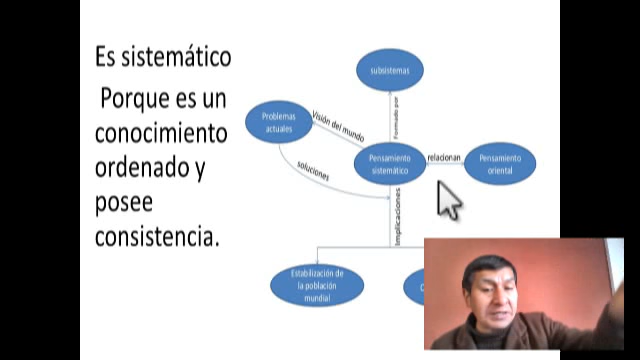 Es sistemático
Porque es un
conocimiento
ordenado y
posee
consistencia.
subsistemas
Formado por
Problemas
actuales
Visión del mundo
soluciones
Pensamiento
sistemático
relacionan
Pensamiento
oriental
Implicaciones
Estabilización de
la población
mundial